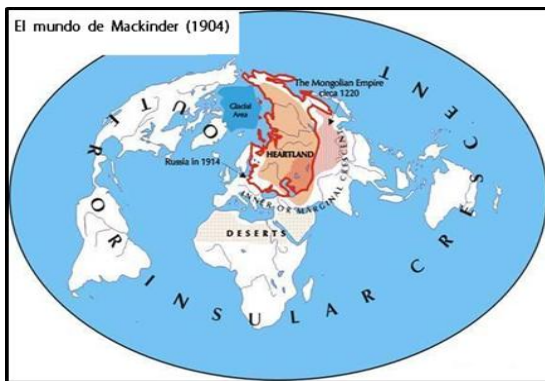 El mundo de Mackinder (1904)
The Mongolian Empire
circa 1220
Glacial
Area
HEARTLAND
Russia in 1914
INNER OR MARGINAL CRESCENT
DESERTS
OUTER OR INSULAR CRESCENT